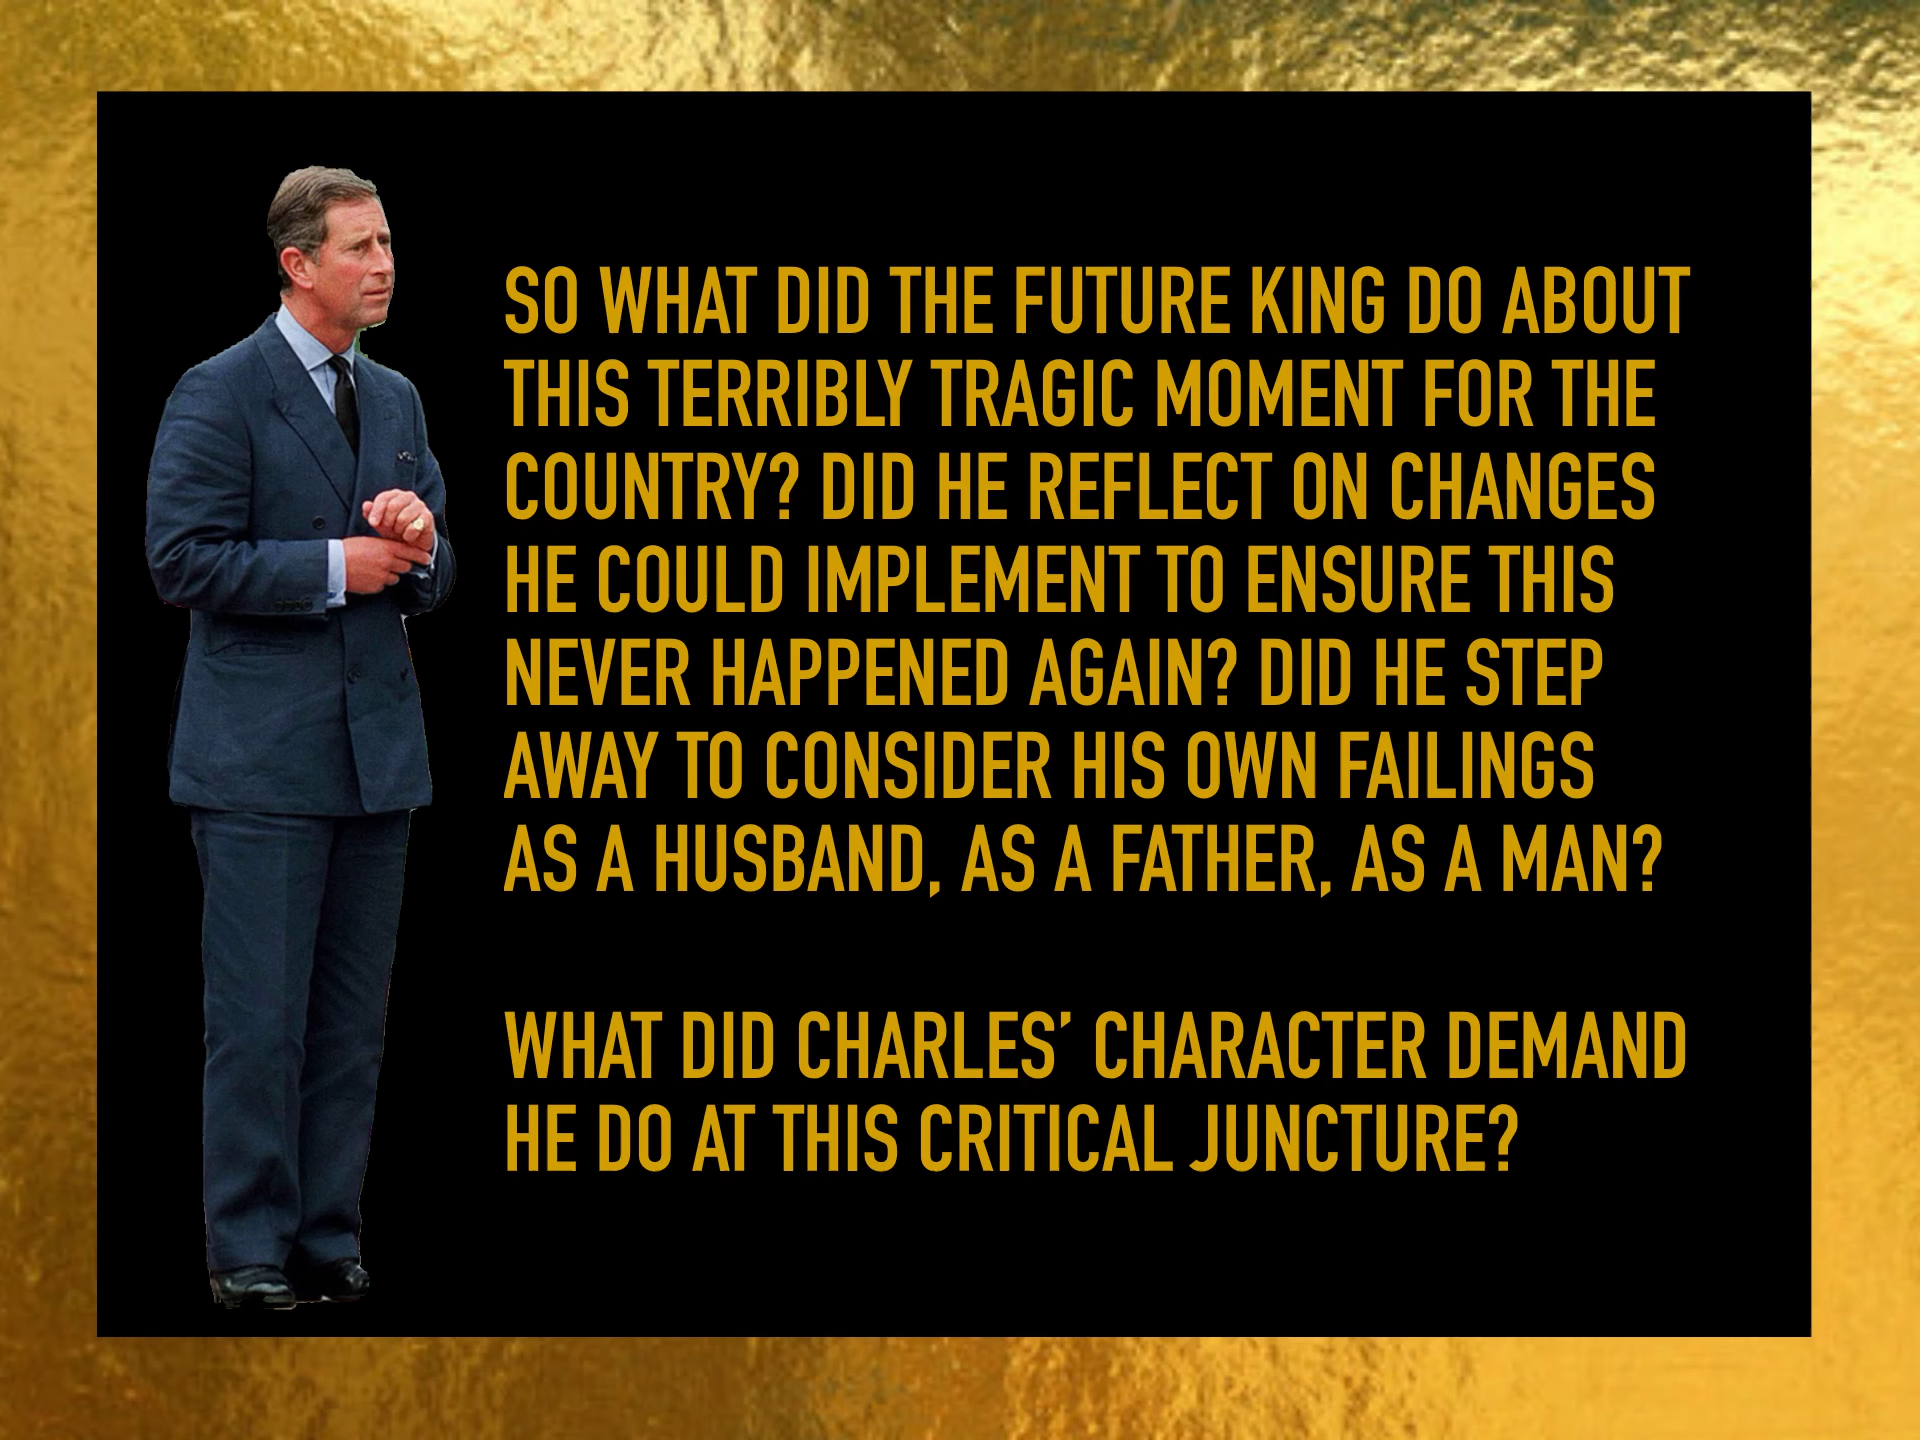 SO WHAT DID THE FUTURE KING DO ABOUT
THIS TERRIBLY TRAGIC MOMENT FOR THE
COUNTRY? DID HE REFLECT ON CHANGES
HE COULD IMPLEMENT TO ENSURE THIS
NEVER HAPPENED AGAIN? DID HE STEP
AWAY TO CONSIDER HIS OWN FAILINGS
AS A HUSBAND, AS A FATHER, AS A MAN?
WHAT DID CHARLES’ CHARACTER DEMAND
HE DO AT THIS CRITICAL JUNCTURE?